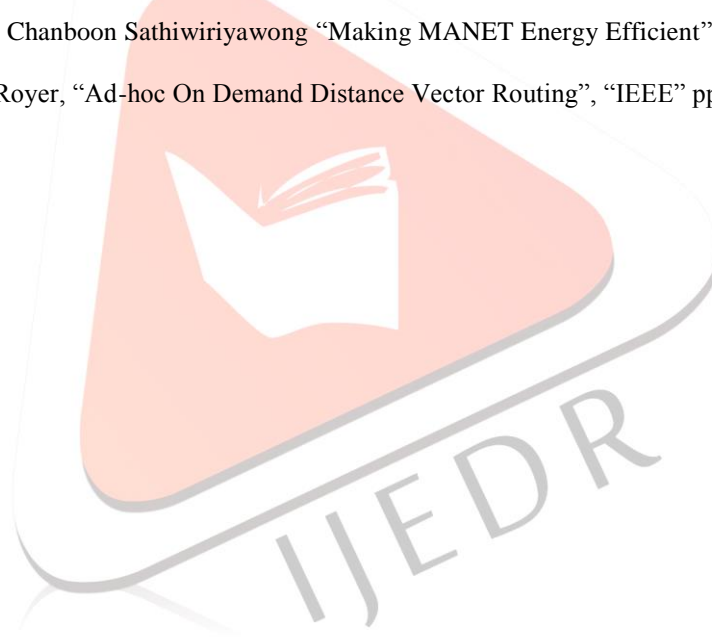 Chanboon Sathiwiriyawong “Making MANET Energy Efficient”
Royer, “Ad-hoc On Demand Distance Vector Routing”, “IEEE” pp
IJEDR